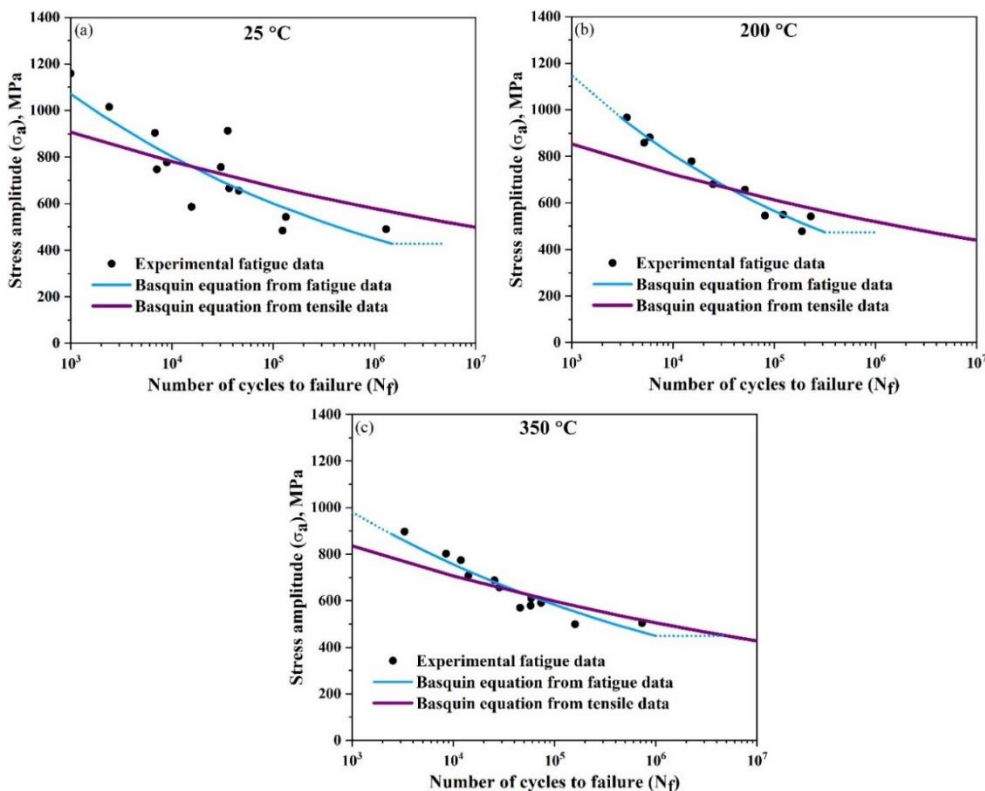 (a)
25 °C
1400
1200
1000
800
600
400
200
0
Stress amplitude (σa), MPa
Experimental fatigue data
Basquin equation from fatigue data
Basquin equation from tensile data
10³ 10⁴ 10⁵ 10⁶ 10⁷
Number of cycles to failure (Nf)
(b)
200 °C
1400
1200
1000
800
600
400
200
0
Stress amplitude (σa), MPa
Experimental fatigue data
Basquin equation from fatigue data
Basquin equation from tensile data
10³ 10⁴ 10⁵ 10⁶ 10⁷
Number of cycles to failure (Nf)
(c)
350 °C
1400
1200
1000
800
600
400
200
0
Stress amplitude (σa), MPa
Experimental fatigue data
Basquin equation from fatigue data
Basquin equation from tensile data
10³ 10⁴ 10⁵ 10⁶ 10⁷
Number of cycles to failure (Nf)